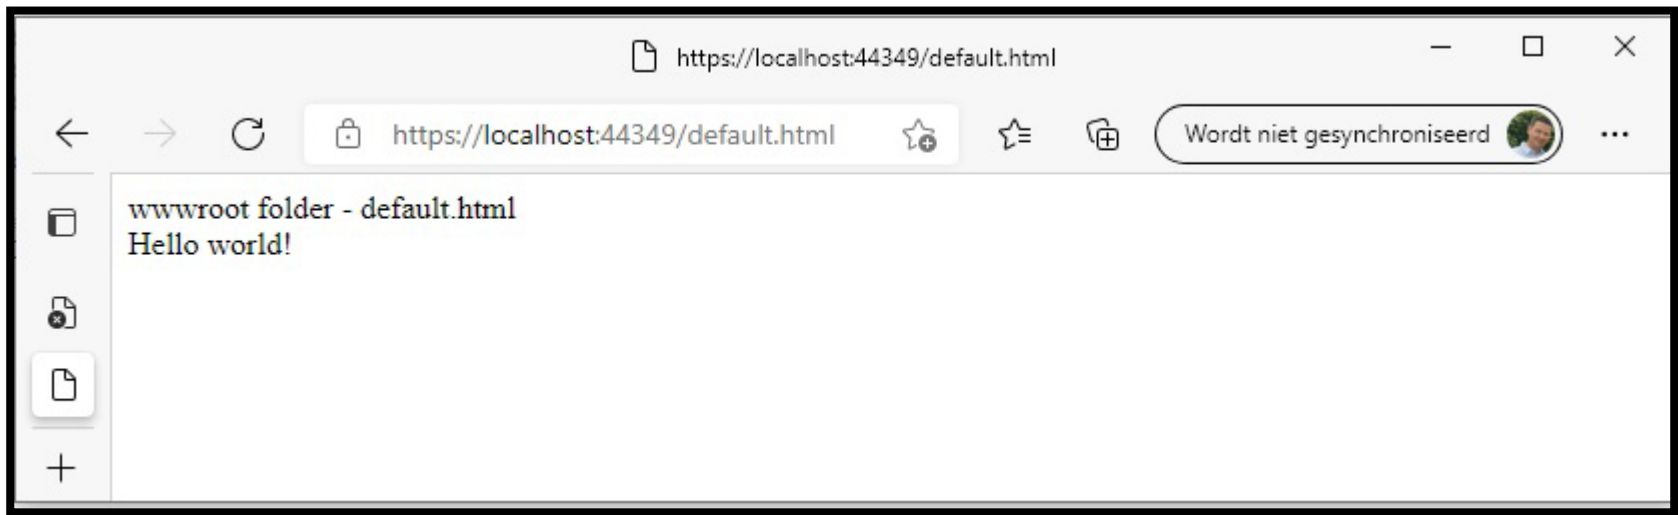 https://localhost:44349/default.html
https://localhost:44349/default.html
Wordt niet gesynchroniseerd
wwwroot folder - default.html
Hello world!